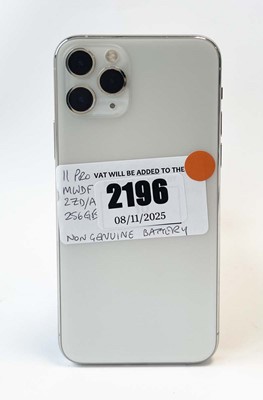 11 PRO
VAT WILL BE ADDED TO THE
MWDF
2ZD/A
256GB
2196
08/11/2025
NON GENUINE BATTERY